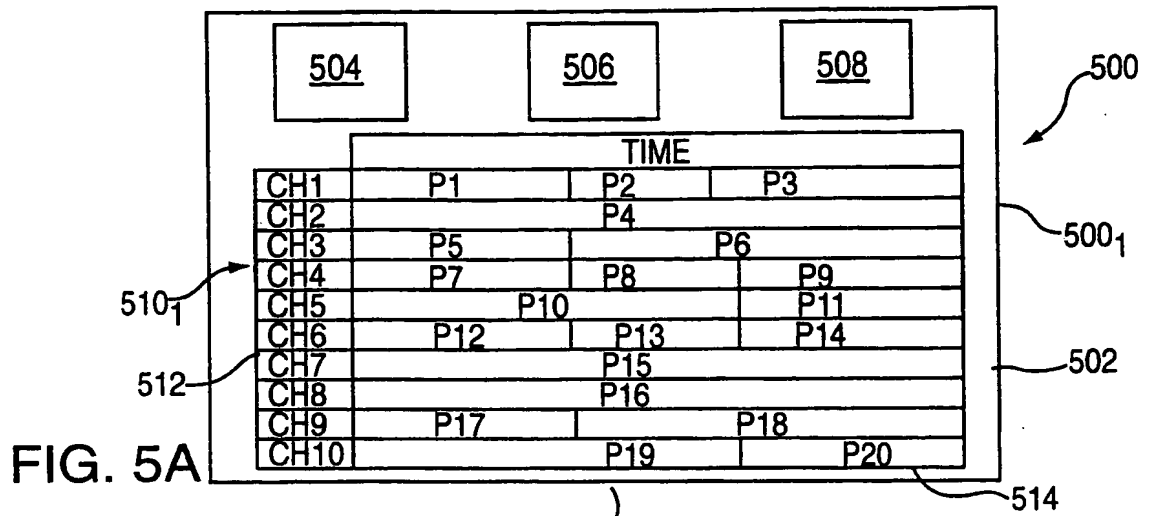 504 506 508 500
TIME
CH1 P1 P2 P3
CH2 P4
500₁
CH3 P5 P6
CH4 P7 P8 P9
510₁
CH5 P10 P11
CH6 P12 P13 P14
512 CH7 P15 502
CH8 P16
CH9 P17 P18
FIG. 5A CH10 P19 P20
514